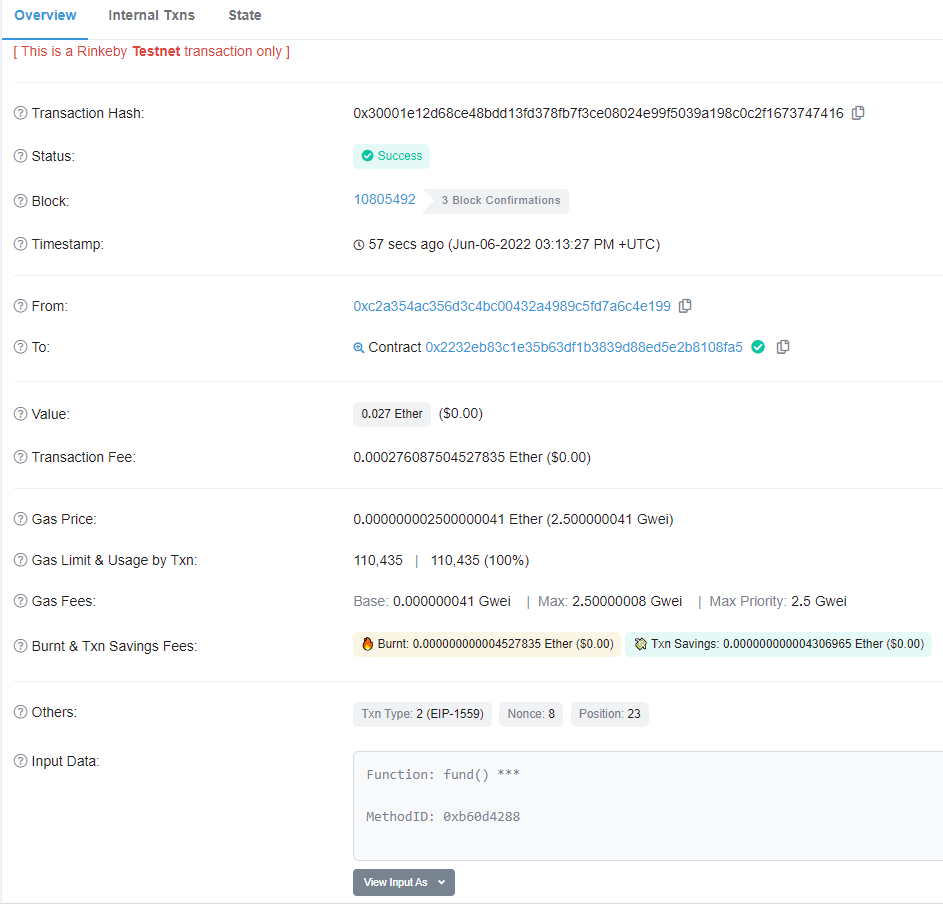 Overview Internal Txns State
[ This is a Rinkeby Testnet transaction only ]
Transaction Hash: 0x30001e12d68ce48bdd13fd378fb7f3ce08024e99f5039a198c0c2f1673747416
Status: Success
Block: 10805492 3 Block Confirmations
Timestamp: 57 secs ago (Jun-06-2022 03:13:27 PM +UTC)
From: 0xc2a354ac356d3c4bc00432a4989c5fd7a6c4e199
To: Contract 0x2232eb83c1e35b63df1b3839d88ed5e2b8108fa5
Value: 0.027 Ether ($0.00)
Transaction Fee: 0.000276087504527835 Ether ($0.00)
Gas Price: 0.000000002500000041 Ether (2.500000041 Gwei)
Gas Limit & Usage by Txn: 110,435 | 110,435 (100%)
Gas Fees: Base: 0.000000041 Gwei | Max: 2.50000008 Gwei | Max Priority: 2.5 Gwei
Burnt & Txn Savings Fees: Burnt: 0.000000000004527835 Ether ($0.00) Txn Savings: 0.000000000004306965 Ether ($0.00)
Others: Txn Type: 2 (EIP-1559) Nonce: 8 Position: 23
Input Data: Function: fund() ***
MethodID: 0xb60d4288
View Input As